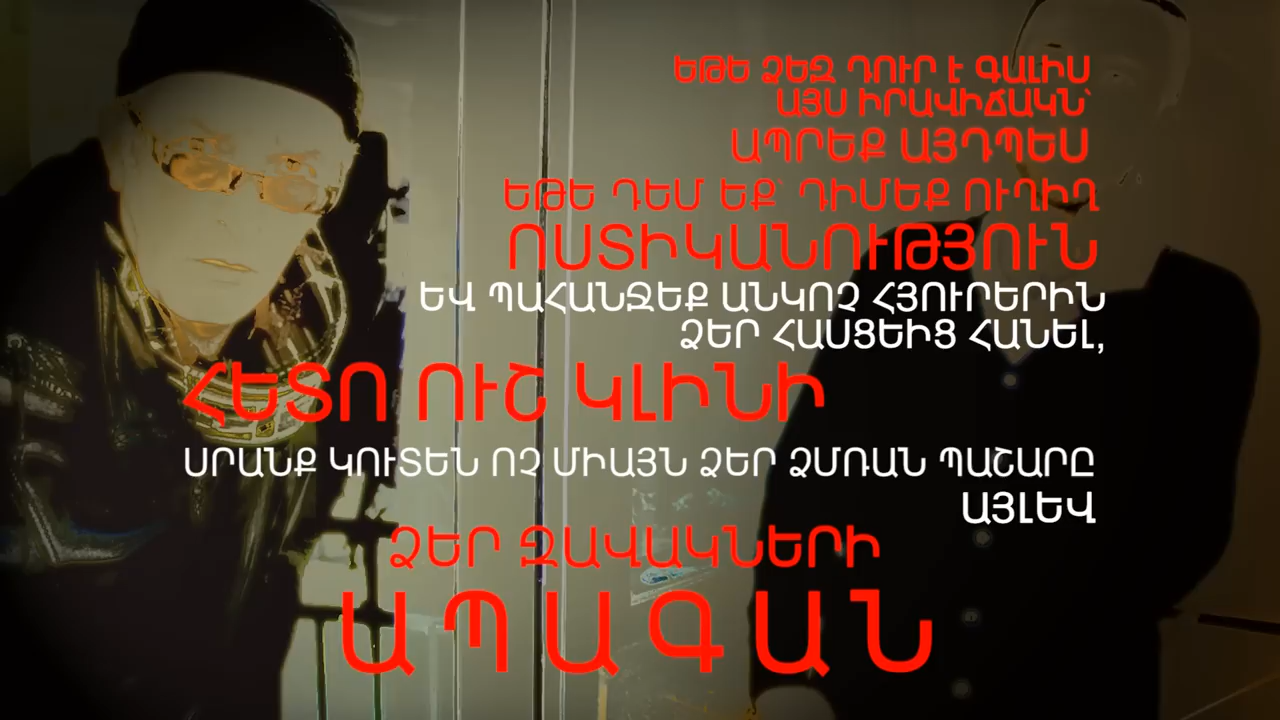 ԵԹԵ ՁԵԶ ԴՈՒՐ Է ԳԱԼԻՍ
ԱՅՍ ԻՐԱՎԻՃԱԿՆ՝
ԱՊՐԵՔ ԱՅԴՊԵՍ
ԵԹԵ ԴԵՄ ԵՔ՝ ԴԻՄԵՔ ՈՒՂԻՂ
ՈՍՏԻԿԱՆՈՒԹՅՈՒՆ
ԵՎ ՊԱՀԱՆՋԵՔ ԱՆԿՈՉ ՀՅՈՒՐԵՐԻՆ
ՁԵՐ ՀԱՍՑԵԻՑ ՀԱՆԵԼ,
ՀԵՏՈ ՈՒՇ ԿԼԻՆԻ
ՍՐԱՆՔ ԿՈՒՏԵՆ ՈՉ ՄԻԱՅՆ ՁԵՐ ՁՄՌԱՆ ՊԱՇԱՐԸ
ԱՅԼԵՎ
ՁԵՐ ԶԱՎԱԿՆԵՐԻ
ԱՊԱԳԱՆ